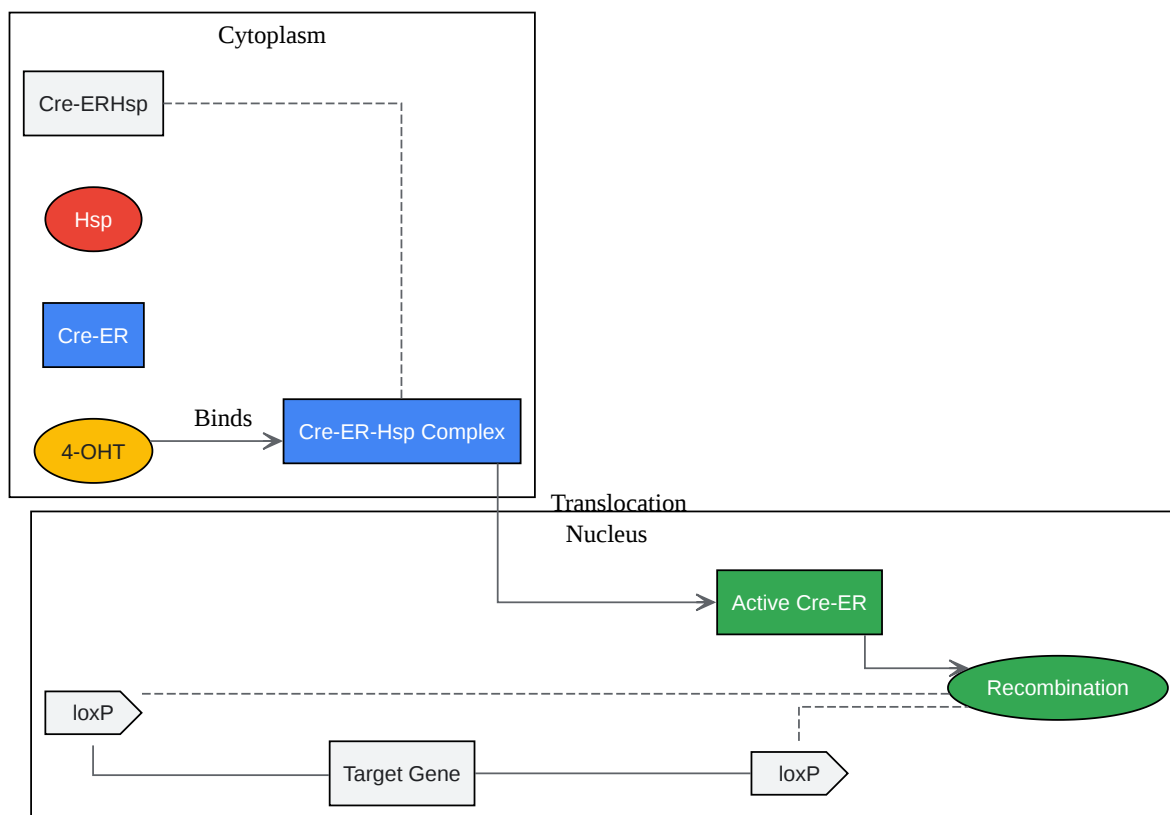 Cytoplasm
Cre-ERHsp
Hsp
Cre-ER
Binds
4-OHT
Cre-ER-Hsp Complex
Translocation
Nucleus
Active Cre-ER
Recombination
loxP
Target Gene
loxP